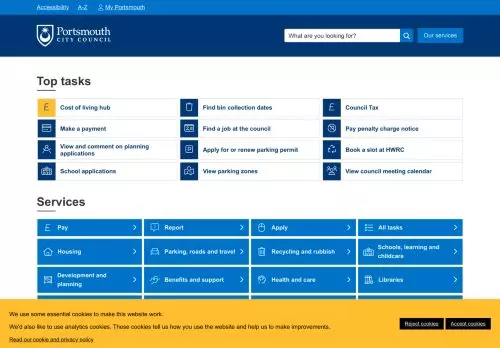 Accessibility A-Z My Portsmouth
Portsmouth
CITY COUNCIL
What are you looking for?
Our services
Top tasks
Cost of living hub
Find bin collection dates
Council Tax
Make a payment
Find a job at the council
Pay penalty charge notice
View and comment on planning
applications
Apply for or renew parking permit
Book a slot at HWRC
School applications
View parking zones
View council meeting calendar
Services
Pay
Report
Apply
All tasks
Housing
Parking, roads and travel
Recycling and rubbish
Schools, learning and
childcare
Development and
planning
Benefits and support
Health and care
Libraries
We use some essential cookies to make this website work.
We'd also like to use analytics cookies. These cookies tell us how you use the website and help us to make improvements.
Read our cookie and privacy policy
Reject cookies
Accept cookies